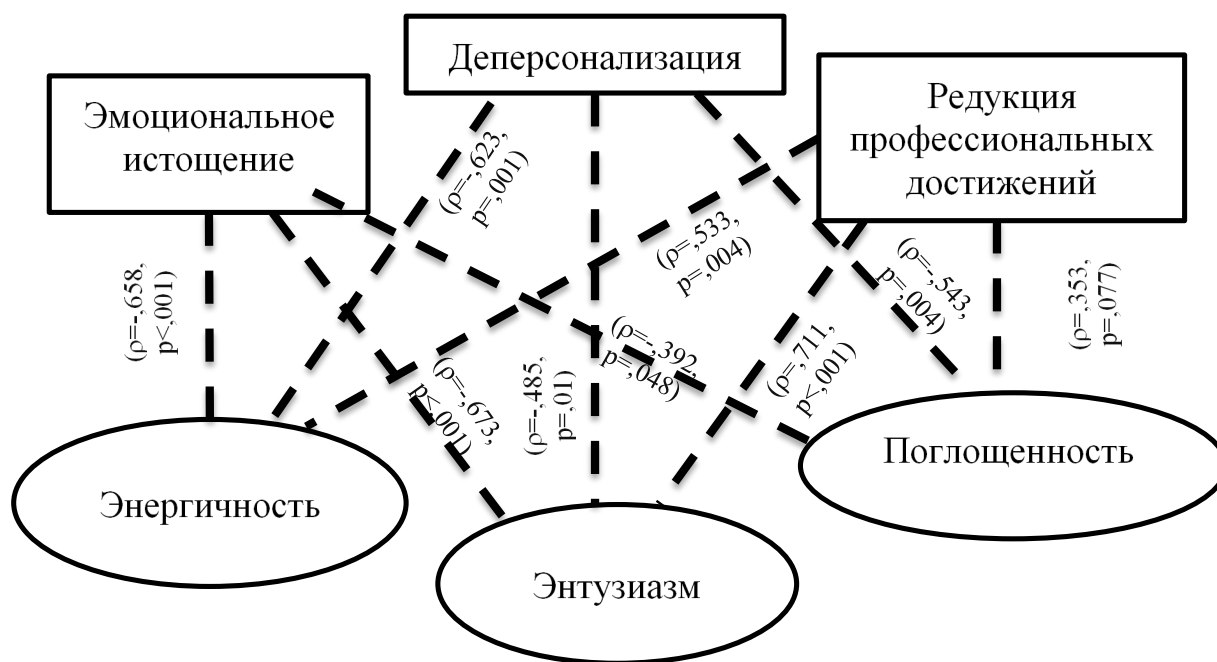 Деперсонализация
Эмоциональное
истощение
Редукция
профессиональных
достижений
(ρ=-,623,
p=,001)
(ρ=-,658,
p<,001)
(ρ=,533,
p=,004)
(ρ=-,543,
p=,004)
(ρ=,353,
p=,077)
(ρ=-,673,
p<,001)
(ρ=-,485,
p=,01)
(ρ=-,392,
p=,048)
(ρ=,711,
p<,001)
Поглощенность
Энергичность
Энтузиазм